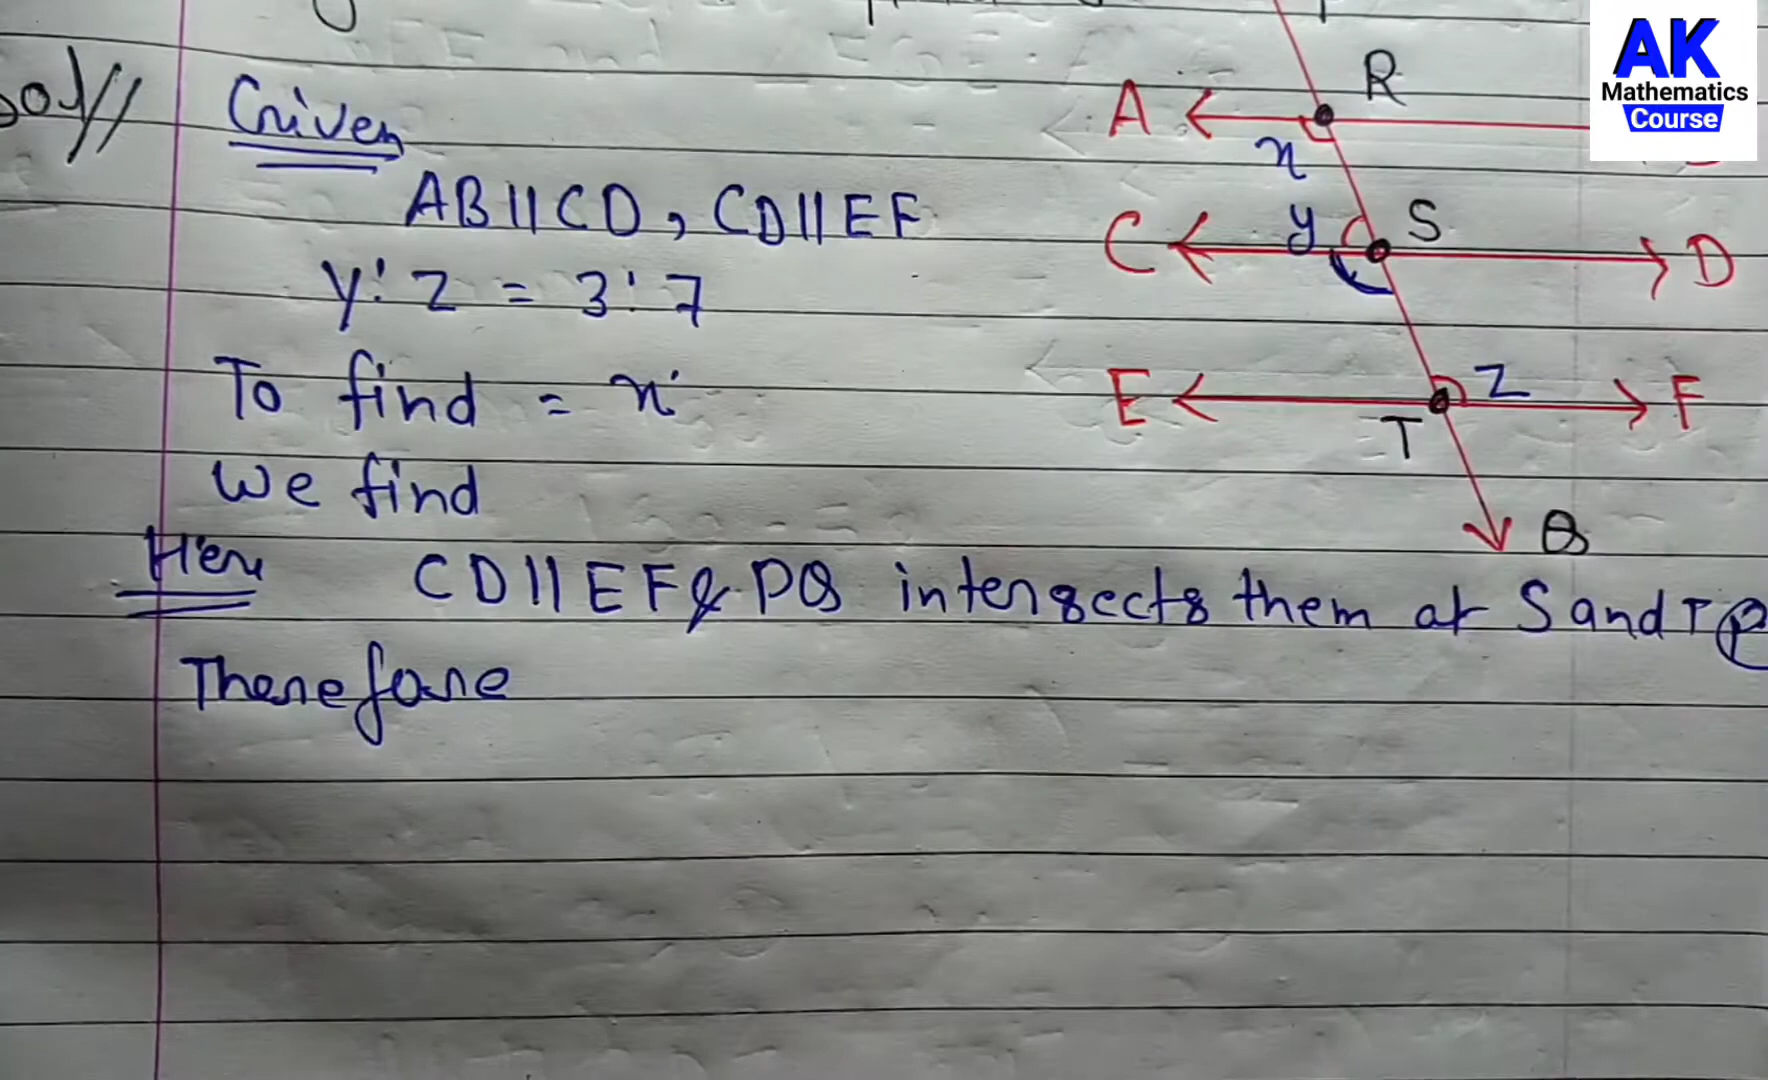 Sol//
Given
AB || CD, CD || EF
y : z = 3 : 7
To find = x
We find
Here CD || EF & PQ intersects them at S and T (P
Therefore
R
A
x
y S
C D
E z F
T
Q
AK
Mathematics
Course